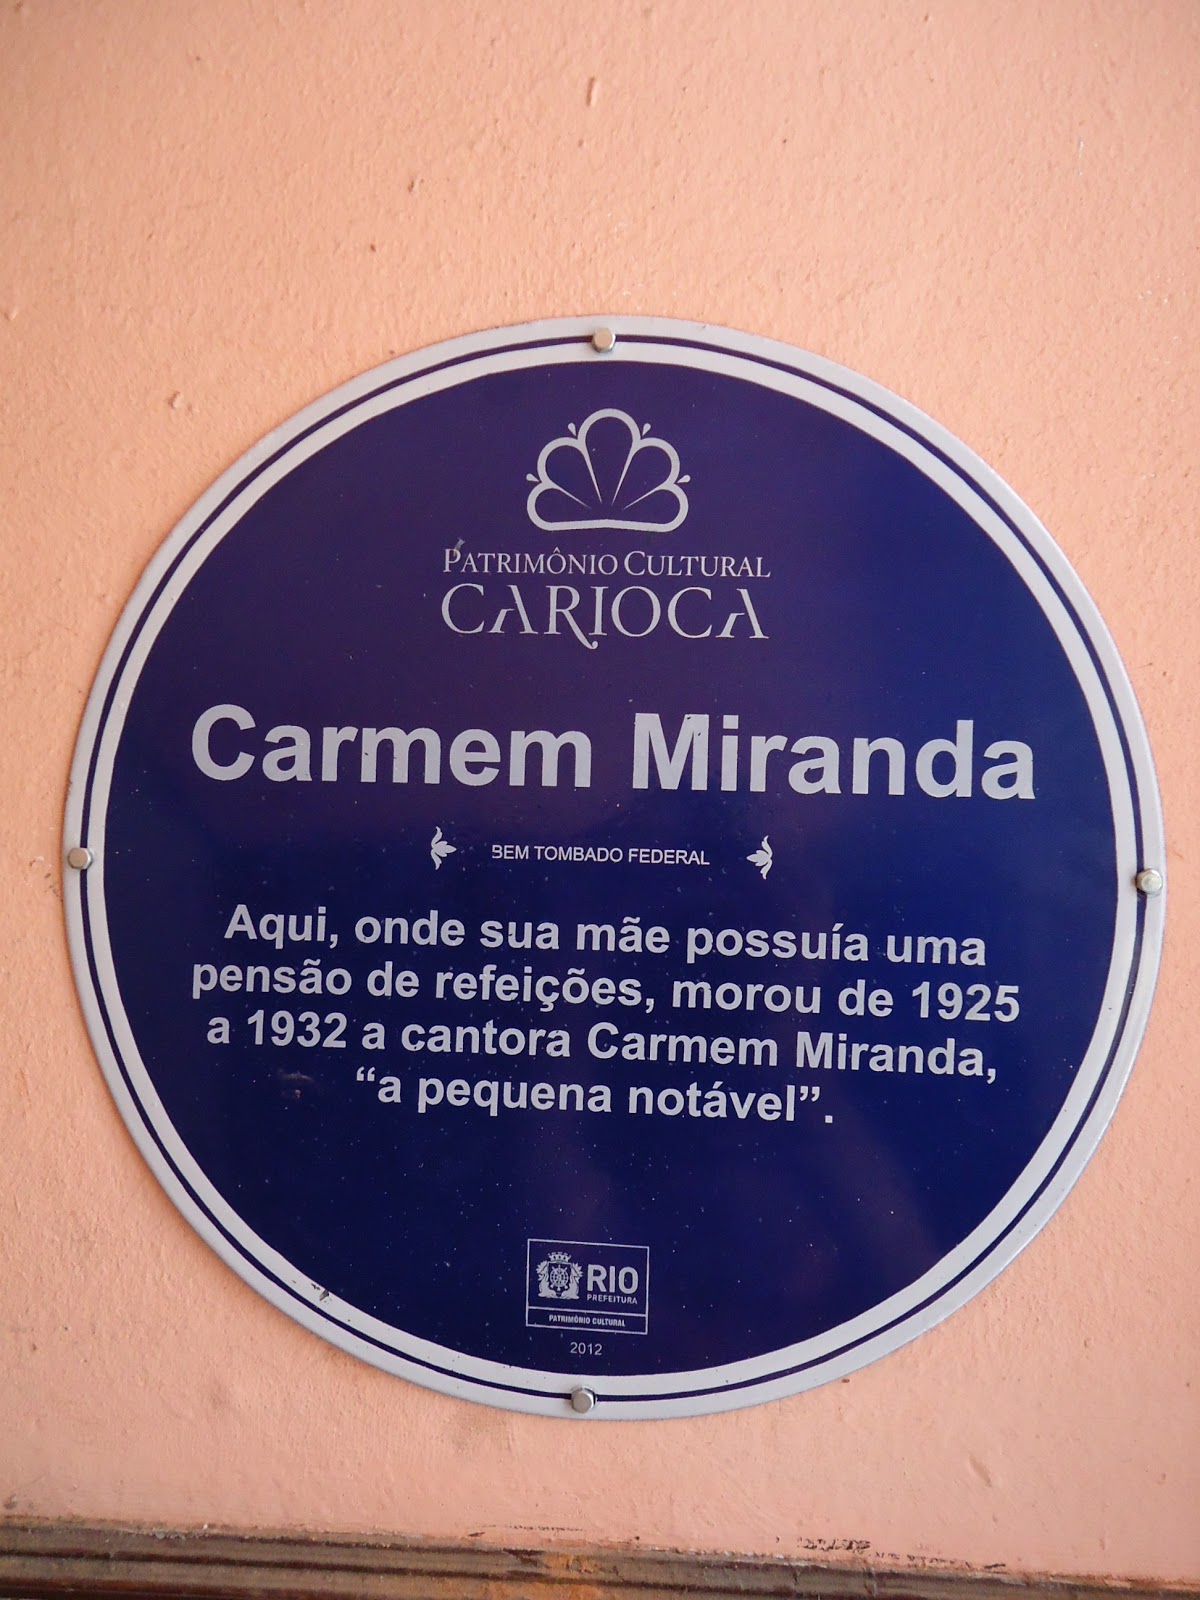 PATRIMÔNIO CULTURAL
CARIOCA
Carmem Miranda
BEM TOMBADO FEDERAL
Aqui, onde sua mãe possuía uma
pensão de refeições, morou de 1925
a 1932 a cantora Carmem Miranda,
“a pequena notável”.
RIO
PREFEITURA
PATRIMÔNIO CULTURAL
2012